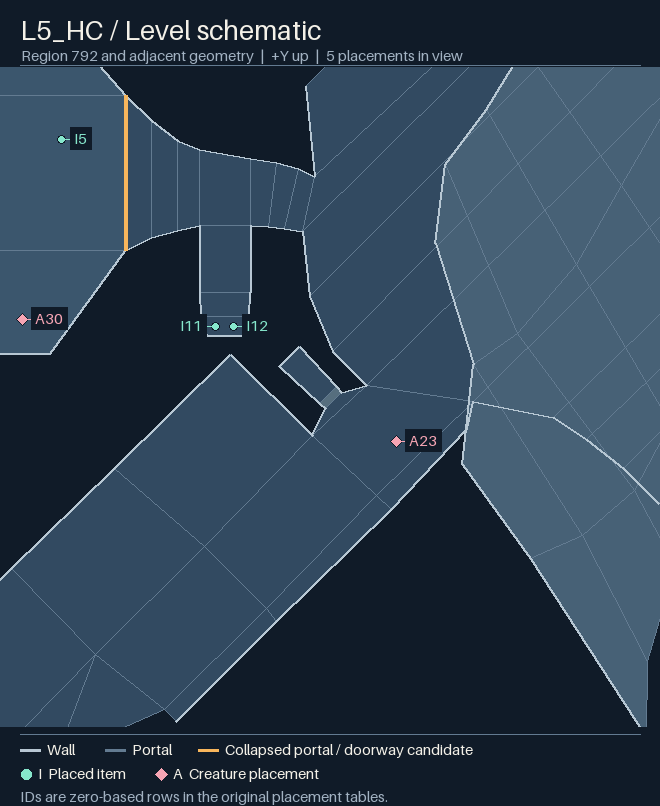 L5_HC / Level schematic
Region 792 and adjacent geometry | +Y up | 5 placements in view
I5
A30
I11 I12
A23
Wall Portal Collapsed portal / doorway candidate
I Placed item A Creature placement
IDs are zero-based rows in the original placement tables.